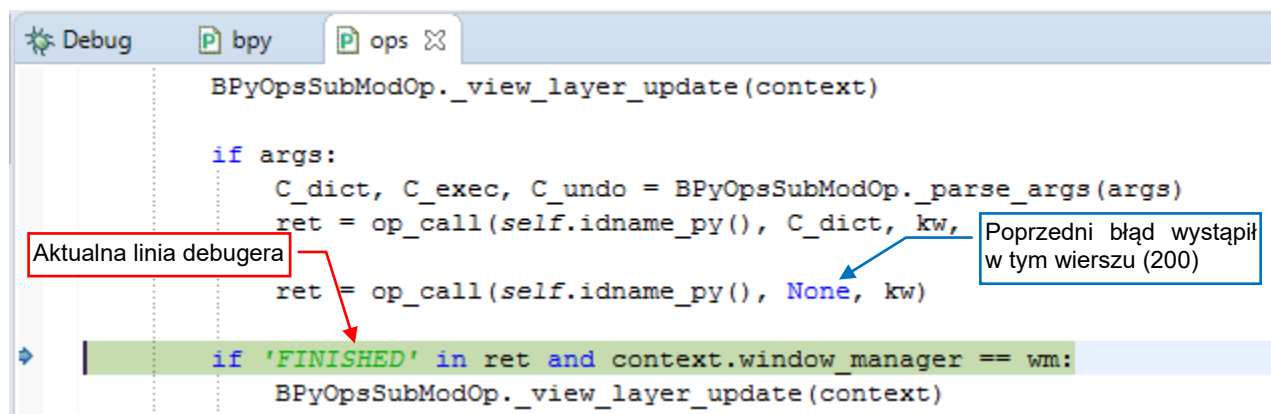 Debug bpy ops
BPyOpsSubModOp._view_layer_update(context)
if args:
C_dict, C_exec, C_undo = BPyOpsSubModOp._parse_args(args)
ret = op_call(self.idname_py(), C_dict, kw,
Poprzedni błąd wystąpił
w tym wierszu (200)
Aktualna linia debugera
ret = op_call(self.idname_py(), None, kw)
if 'FINISHED' in ret and context.window_manager == wm:
BPyOpsSubModOp._view_layer_update(context)